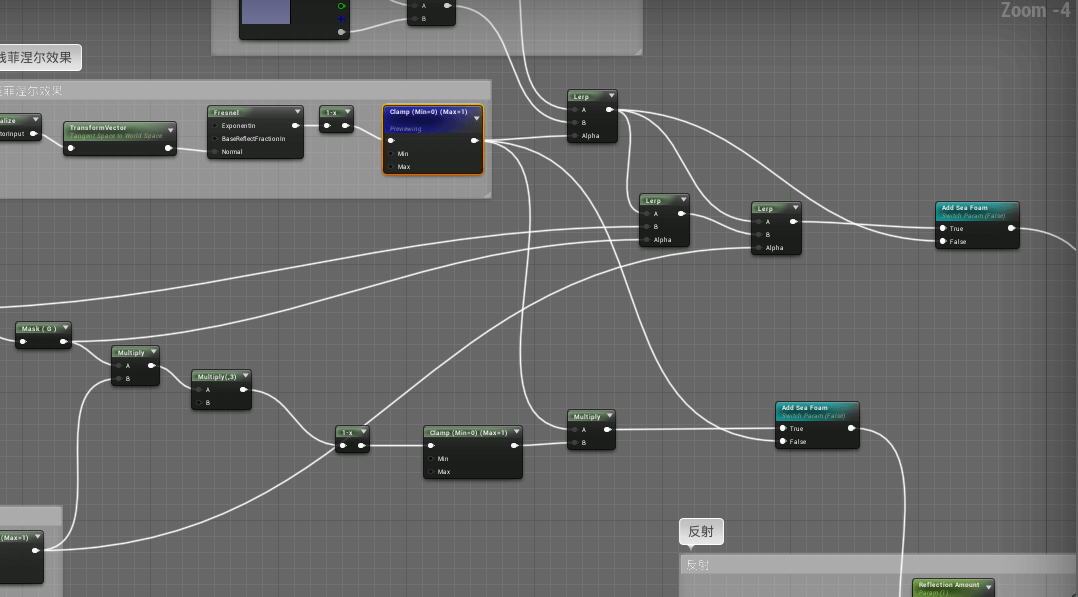 Zoom -4
A
B
菲涅尔效果
菲涅尔效果
Lerp
A
B
Alpha
TransformVector
Tangent Space to World Space
Fresnel
ExponentIn
BaseReflectFractionIn
Normal
1-x
Clamp (Min=0) (Max=1)
Previewing
Min
Max
Lerp
A
B
Alpha
Lerp
A
B
Alpha
Add Sea Foam
Switch Param (False)
True
False
Mask ( G )
Multiply
A
B
Multiply(,3)
A
B
1-x
Clamp (Min=0) (Max=1)
Min
Max
Multiply
A
B
Add Sea Foam
Switch Param (False)
True
False
(Max=1)
反射
反射
Reflection Amount
Param (1)